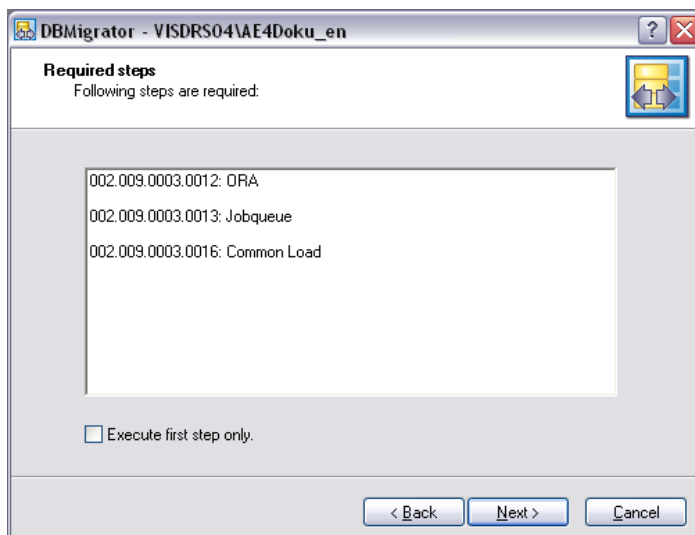 DBMigrator - VISDRS04\AE4Doku_en
Required steps
Following steps are required:
002.009.0003.0012: ORA
002.009.0003.0013: Jobqueue
002.009.0003.0016: Common Load
Execute first step only.
< Back Next > Cancel